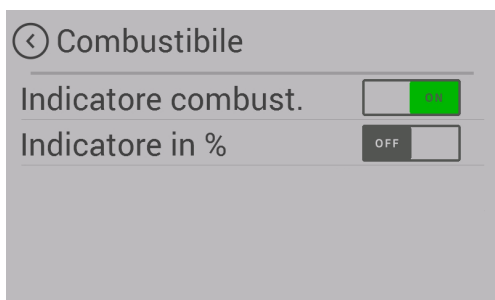 Combustibile
Indicatore combust. ON
Indicatore in % OFF